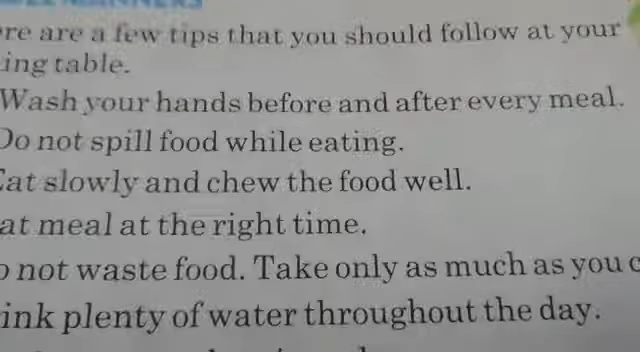 re are a few tips that you should follow at your
ing table.
Wash your hands before and after every meal.
Do not spill food while eating.
Eat slowly and chew the food well.
at meal at the right time.
o not waste food. Take only as much as you c
ink plenty of water throughout the day.